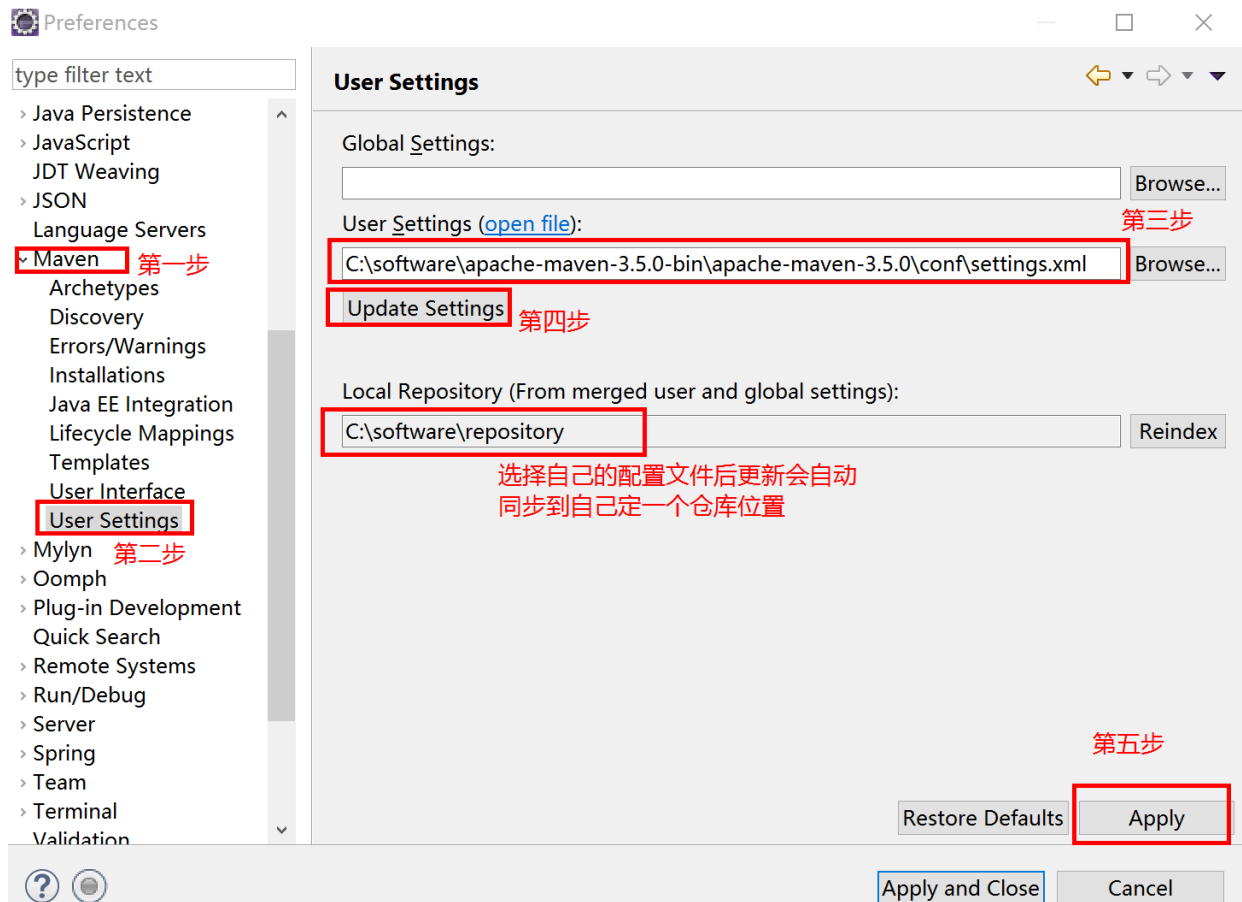 Preferences
type filter text
Java Persistence
JavaScript
JDT Weaving
JSON
Language Servers
Maven
第一步
Archetypes
Discovery
Errors/Warnings
Installations
Java EE Integration
Lifecycle Mappings
Templates
User Interface
User Settings
第二步
Mylyn
Oomph
Plug-in Development
Quick Search
Remote Systems
Run/Debug
Server
Spring
Team
Terminal
Validation
User Settings
Global Settings:
Browse...
User Settings (open file):
第三步
C:\software\apache-maven-3.5.0-bin\apache-maven-3.5.0\conf\settings.xml
Browse...
Update Settings
第四步
Local Repository (From merged user and global settings):
C:\software\repository
Reindex
选择自己的配置文件后更新会自动
同步到自己定一个仓库位置
第五步
Restore Defaults
Apply
Apply and Close
Cancel